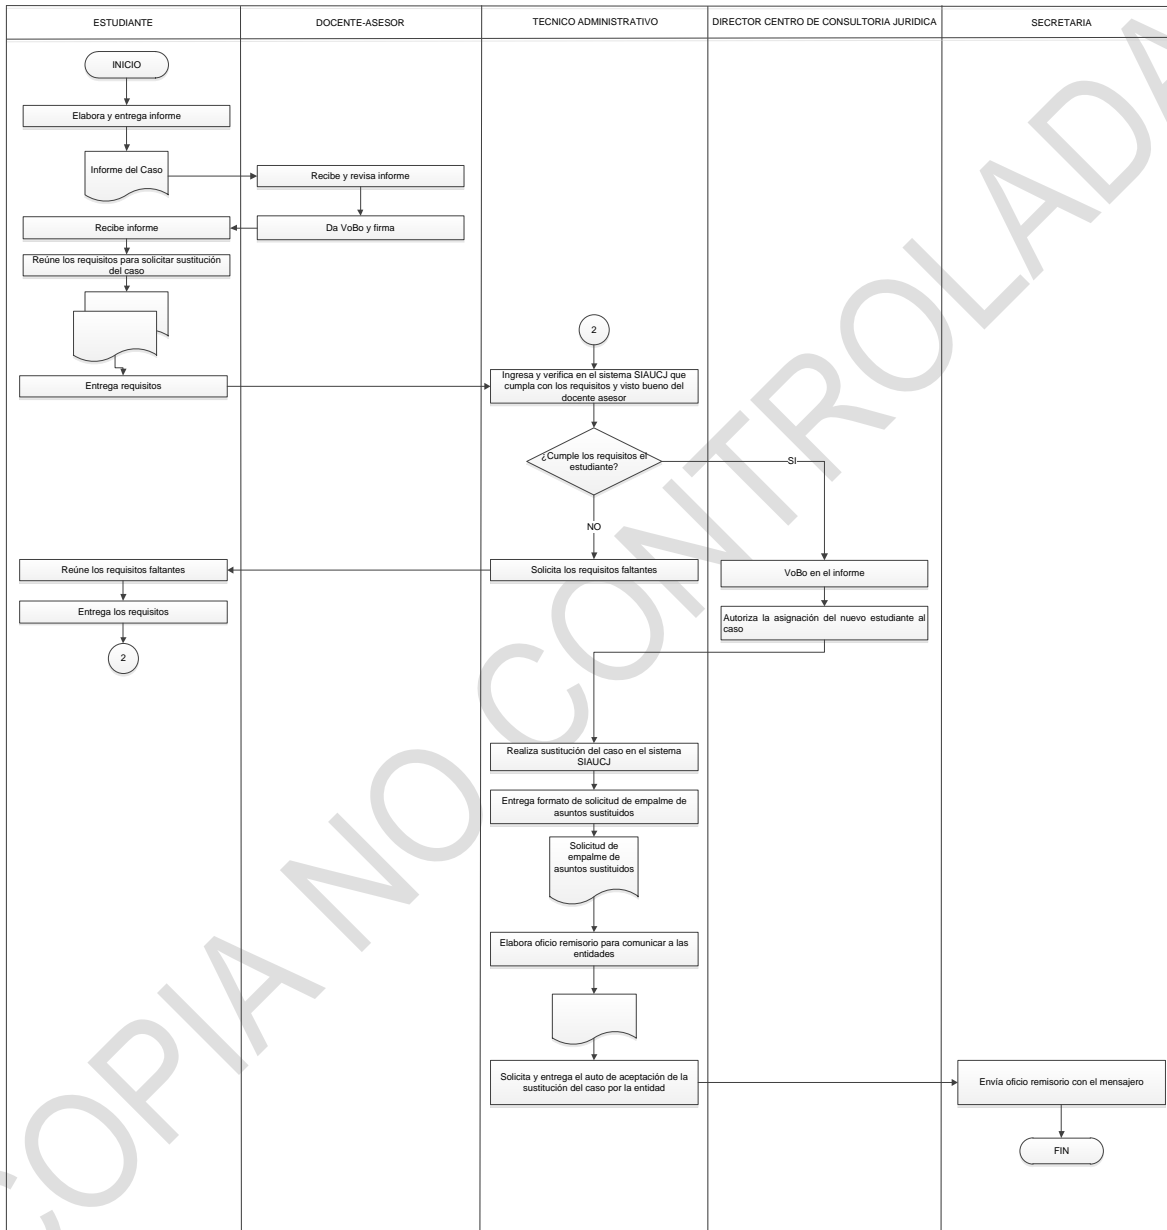 ESTUDIANTE
DOCENTE-ASESOR
TECNICO ADMINISTRATIVO
DIRECTOR CENTRO DE CONSULTORIA JURIDICA
SECRETARIA
INICIO
Elabora y entrega informe
Informe del Caso
Recibe y revisa informe
Recibe informe
Da VoBo y firma
Reúne los requisitos para solicitar sustitución
del caso
2
Entrega requisitos
Ingresa y verifica en el sistema SIAUCJ que
cumpla con los requisitos y visto bueno del
docente asesor
¿Cumple los requisitos el
estudiante?
SI
NO
Reúne los requisitos faltantes
Solicita los requisitos faltantes
VoBo en el informe
Entrega los requisitos
Autoriza la asignación del nuevo estudiante al
caso
2
Realiza sustitución del caso en el sistema
SIAUCJ
Entrega formato de solicitud de empalme de
asuntos sustituidos
Solicitud de
empalme de
asuntos sustituidos
Elabora oficio remisorio para comunicar a las
entidades
Solicita y entrega el auto de aceptación de la
sustitución del caso por la entidad
Envía oficio remisorio con el mensajero
FIN
COPIA NO CONTROLADA